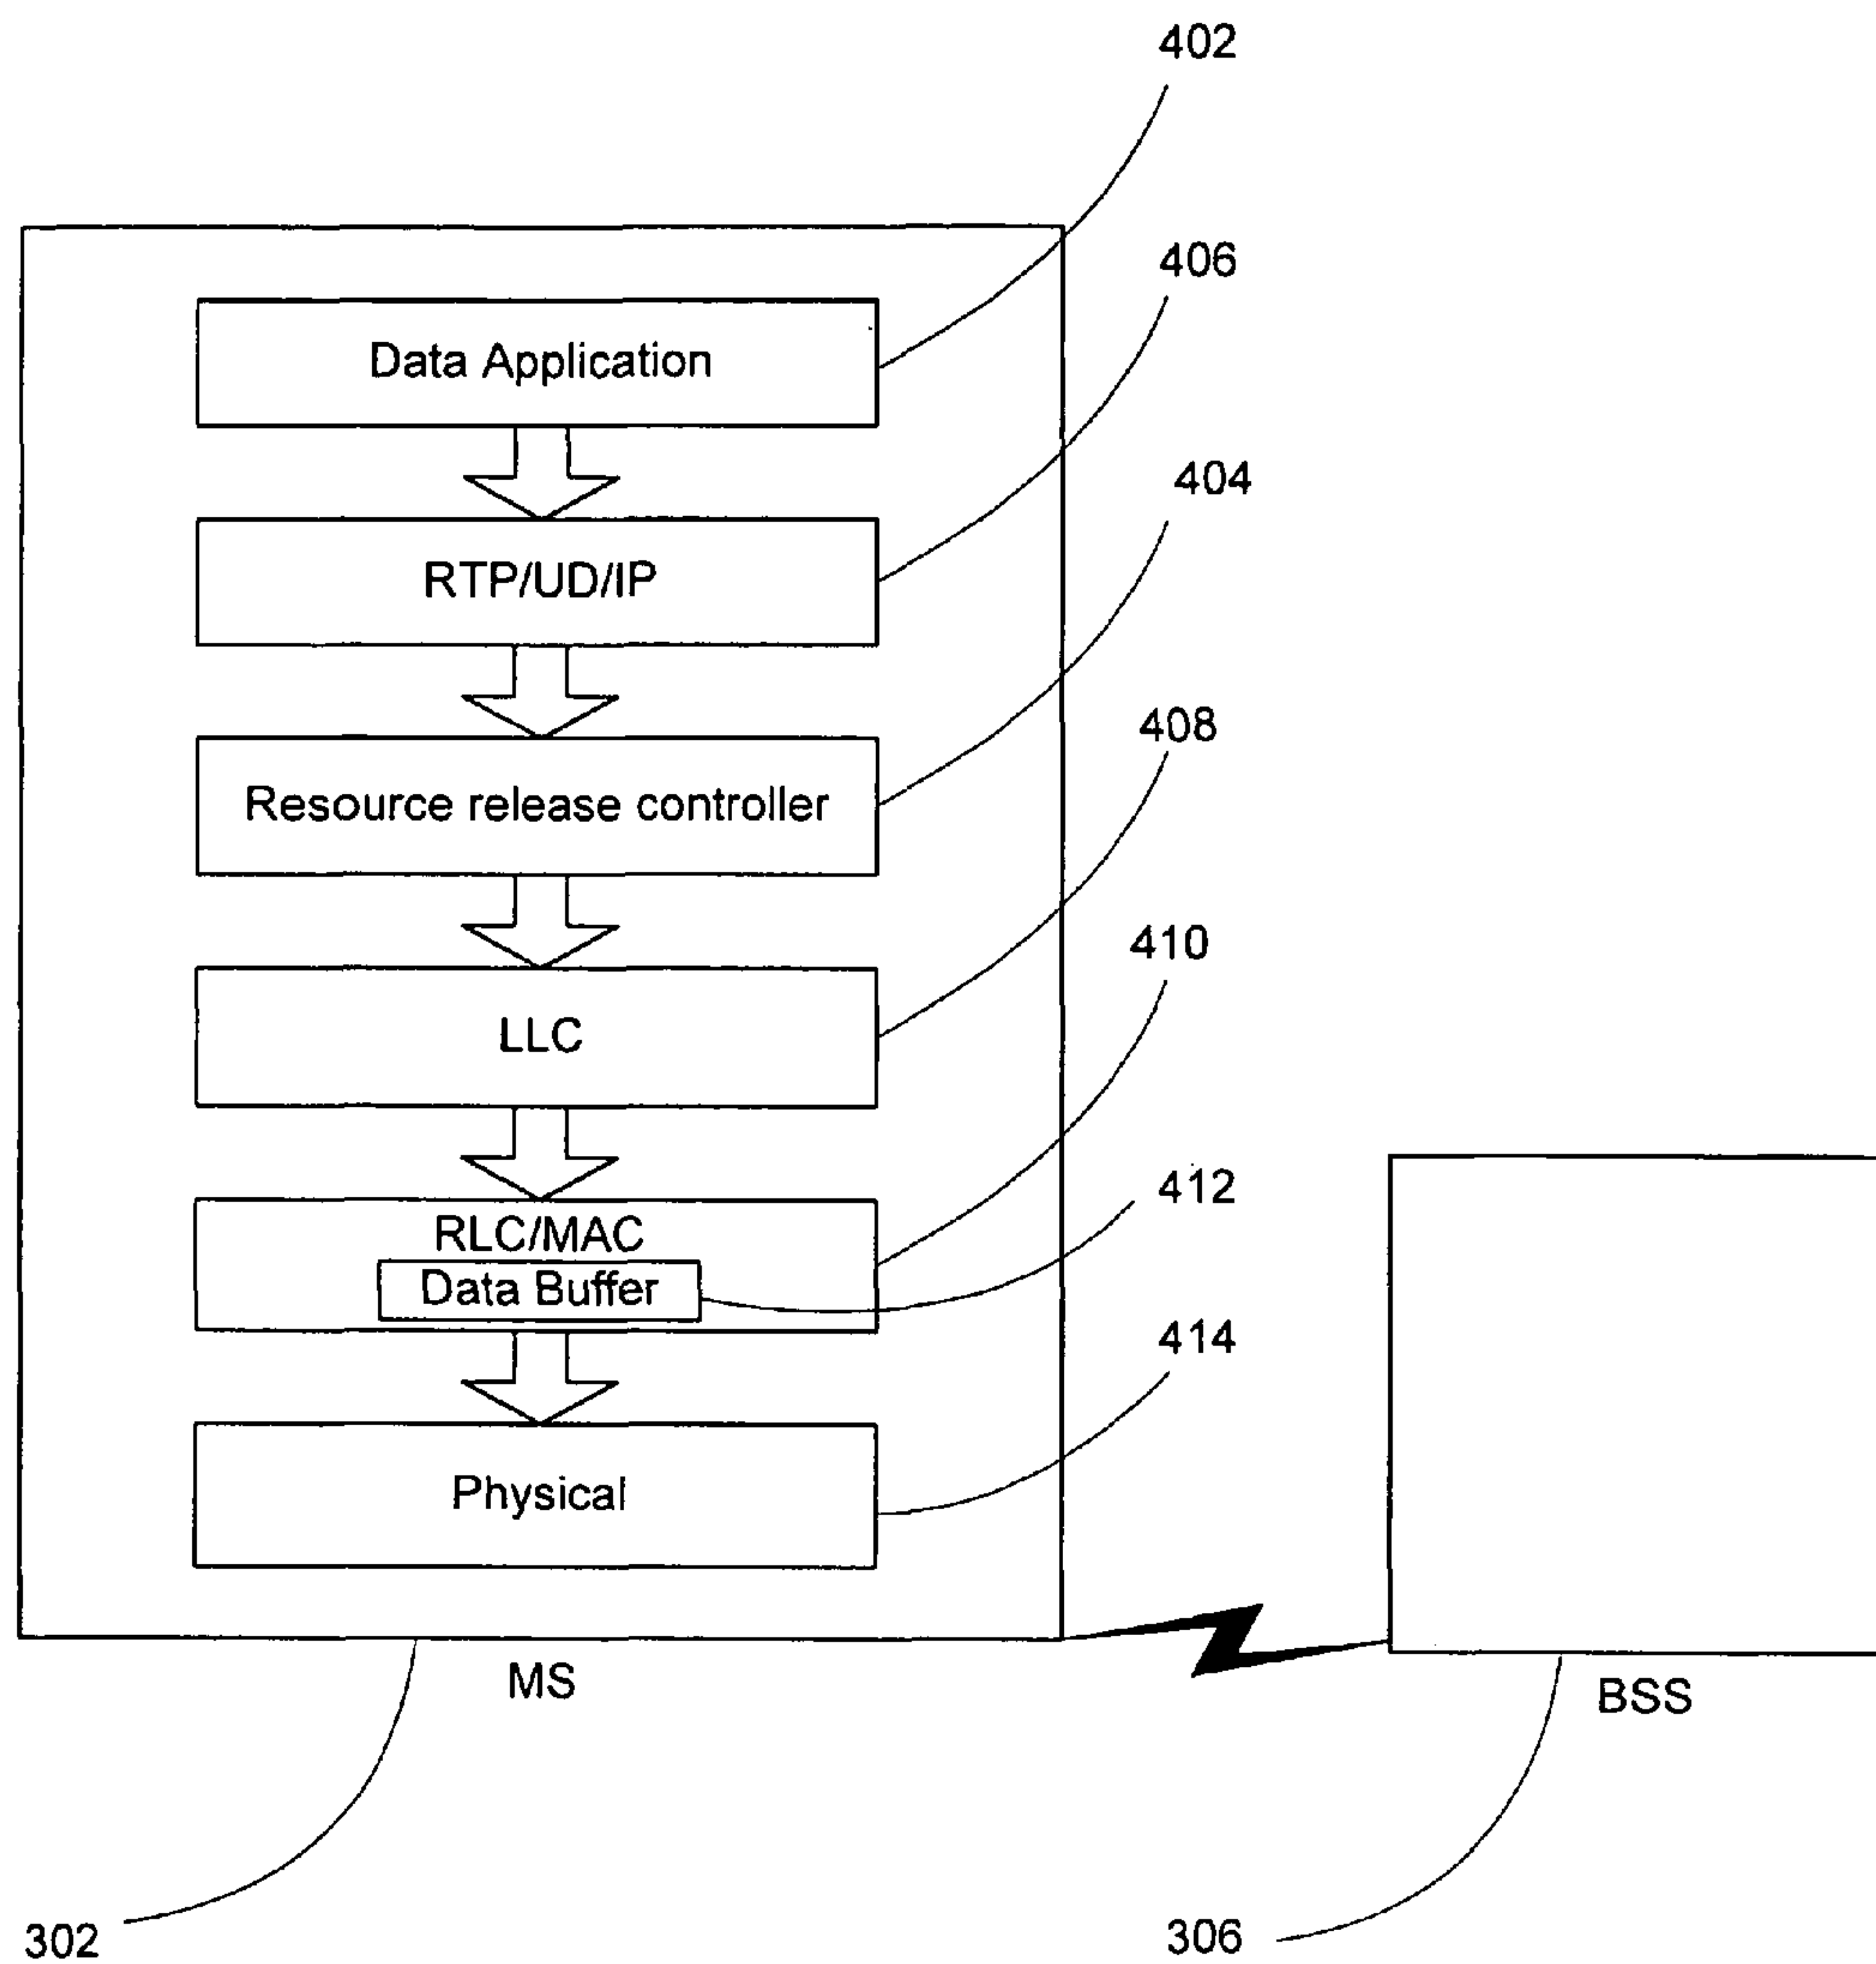 402
406
Data Application
404
RTP/UD/IP
408
Resource release controller
410
LLC
412
RLC/MAC
Data Buffer
414
Physical
MS
BSS
302
306